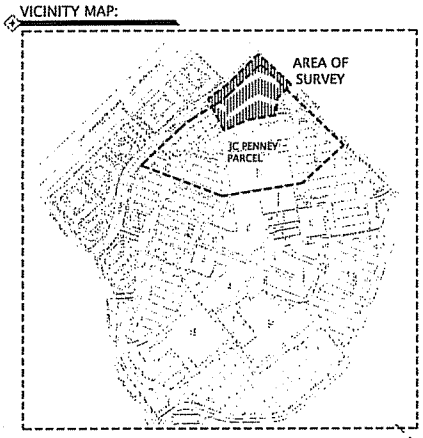 VICINITY MAP:
AREA OF
SURVEY
JC PENNEY
PARCEL